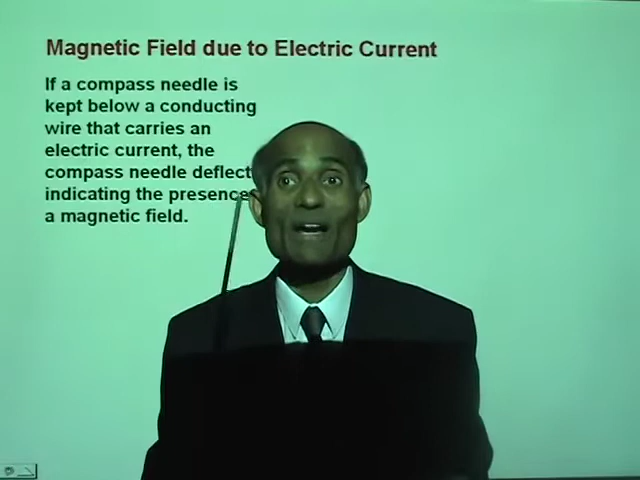 Magnetic Field due to Electric Current
If a compass needle is
kept below a conducting
wire that carries an
electric current, the
compass needle deflect
indicating the presence
a magnetic field.